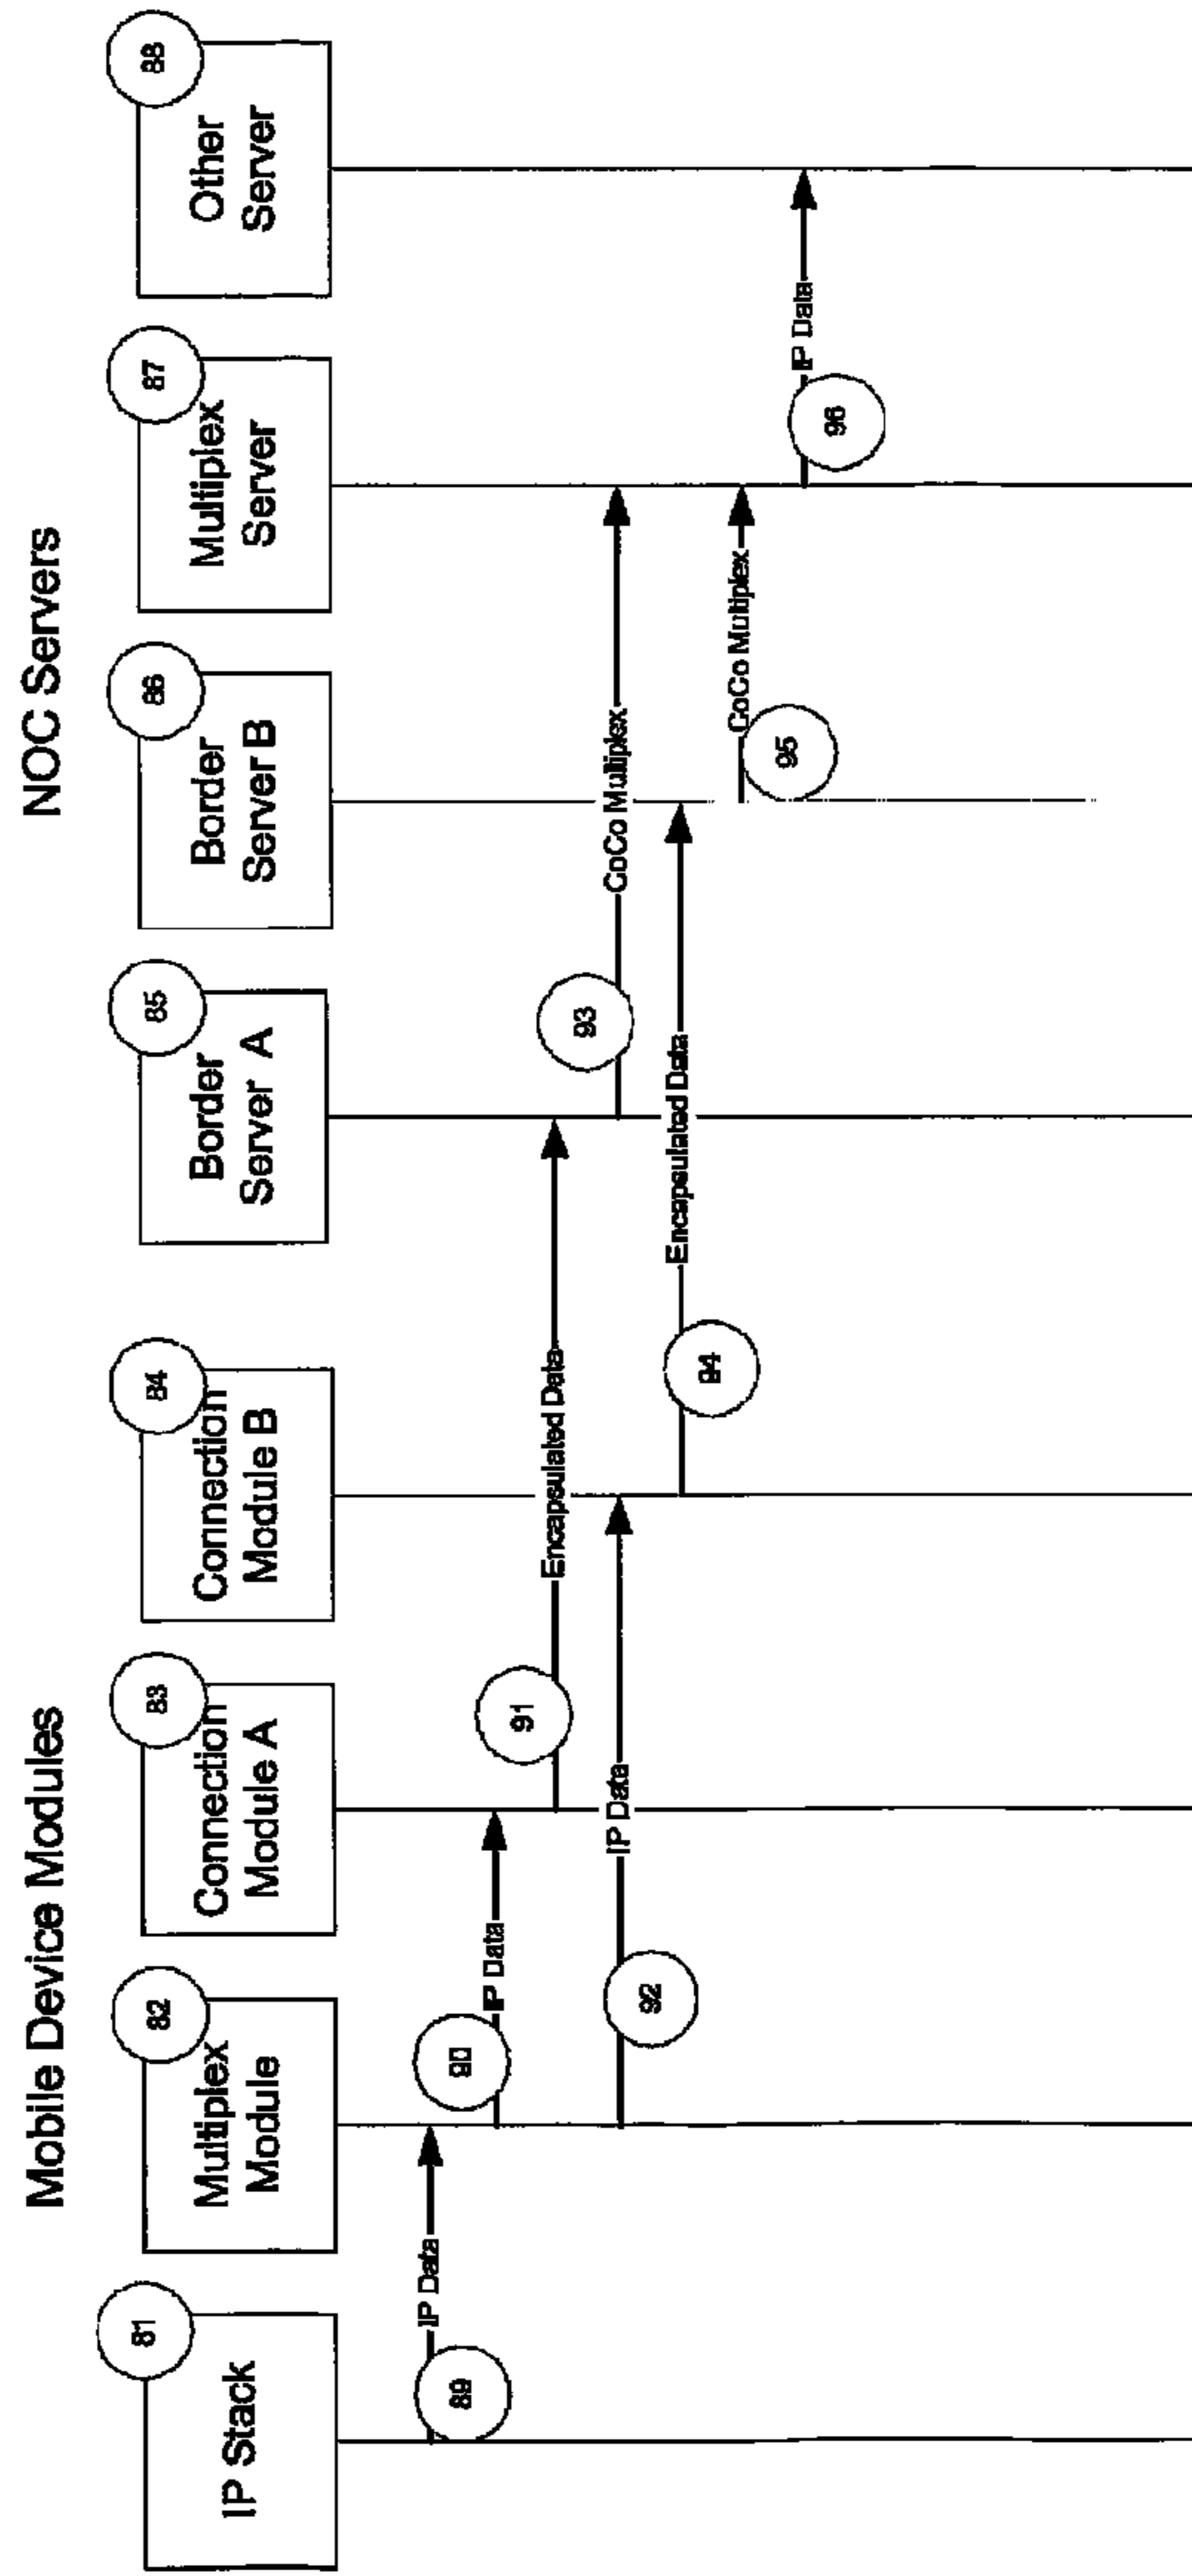 Mobile Device Modules
NOC Servers
81
IP Stack
82
Multiplex
Module
83
Connection
Module A
84
Connection
Module B
85
Border
Server A
86
Border
Server B
87
Multiplex
Server
88
Other
Server
89
IP Data
90
IP Data
91
Encapsulated Data
92
IP Data
93
CoCo Multiplex
94
Encapsulated Data
95
CoCo Multiplex
96
IP Data